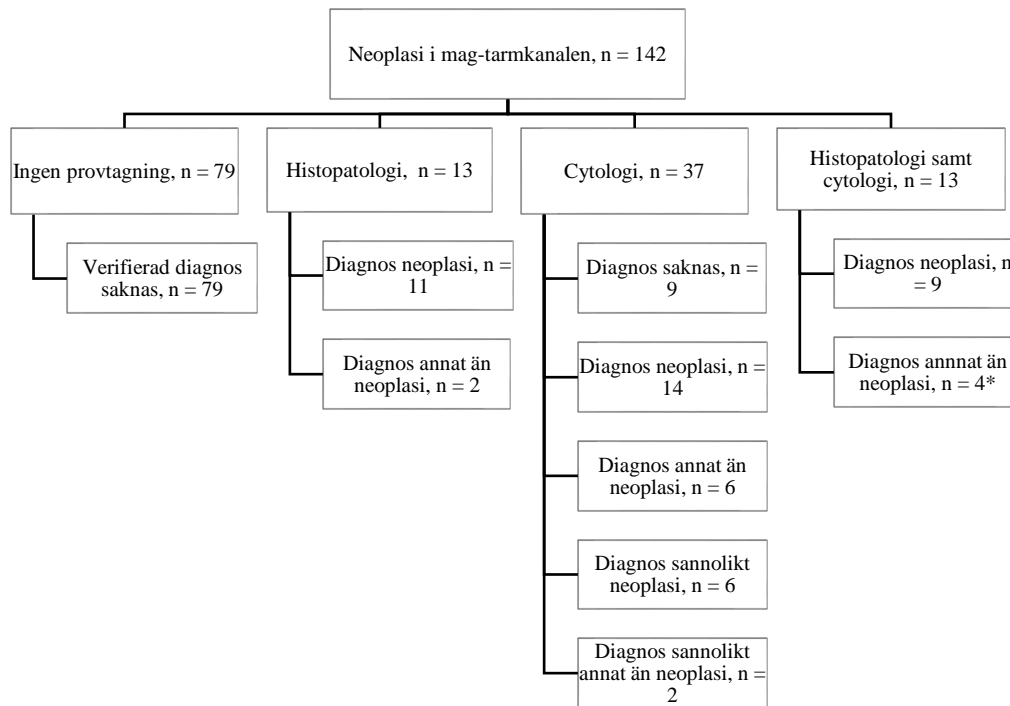 Neoplasi i mag-tarmkanalen, n = 142
Ingen provtagning, n = 79
Verifierad diagnos
saknas, n = 79
Histopatologi, n = 13
Diagnos neoplasi, n =
11
Diagnos annat än
neoplasi, n = 2
Cytologi, n = 37
Diagnos saknas, n =
9
Diagnos neoplasi, n =
14
Diagnos annat än
neoplasi, n = 6
Diagnos sannolikt
neoplasi, n = 6
Diagnos sannolikt
annat än neoplasi, n =
2
Histopatologi samt
cytologi, n = 13
Diagnos neoplasi, n
= 9
Diagnos annnat än
neoplasi, n = 4*